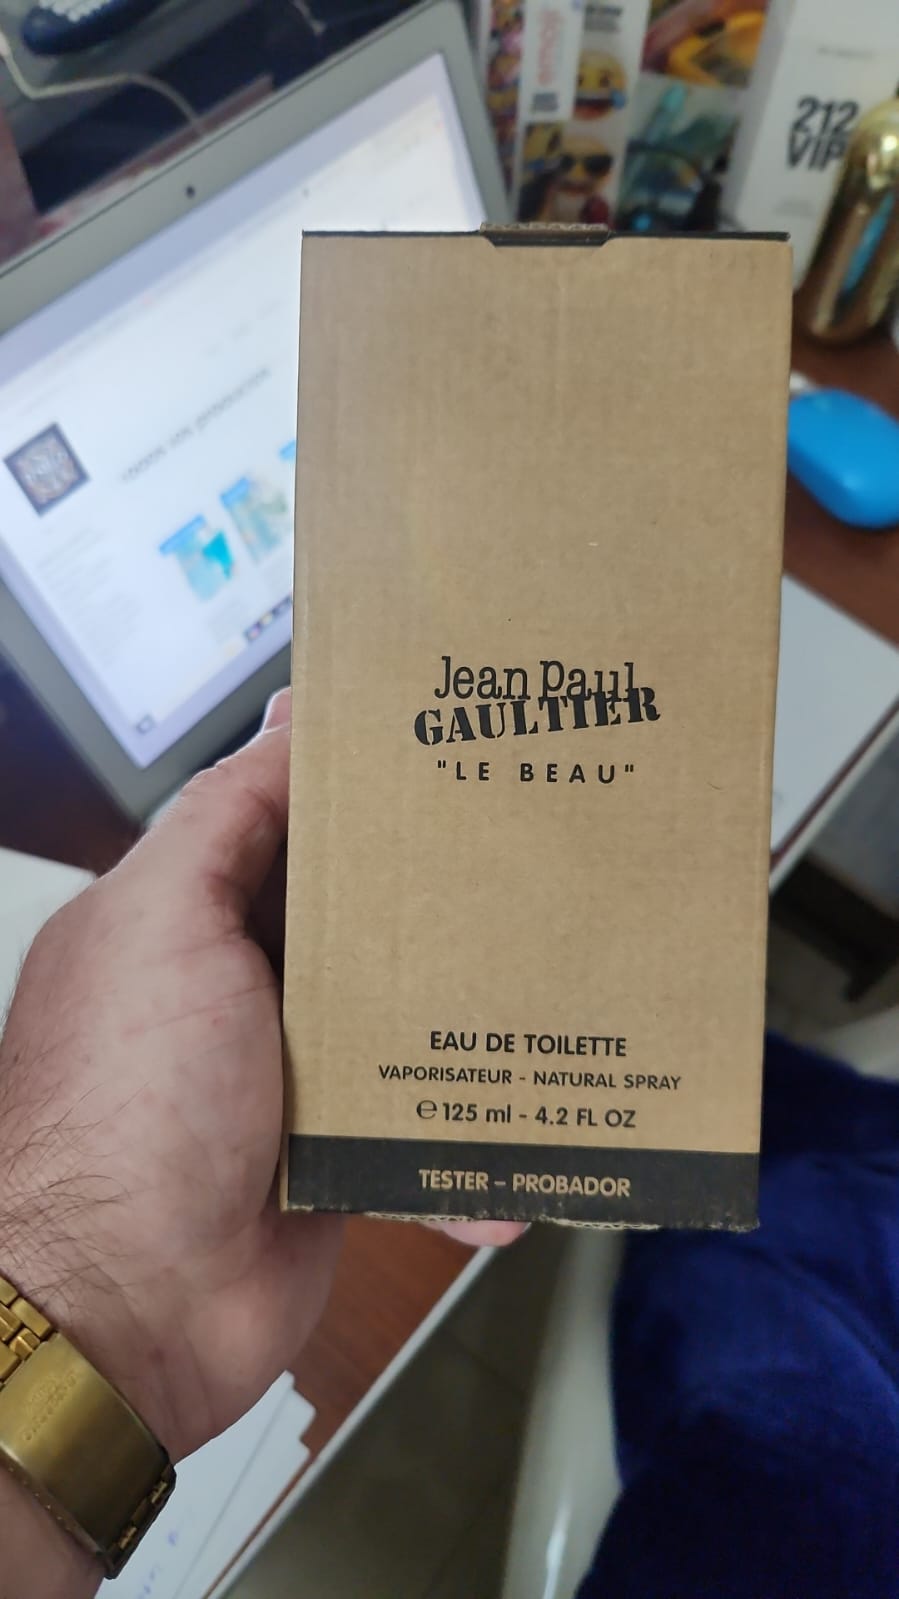 212
VIP
Jean Paul
GAULTIER
"LE BEAU"
EAU DE TOILETTE
VAPORISATEUR - NATURAL SPRAY
℮ 125 ml - 4.2 FL OZ
TESTER – PROBADOR